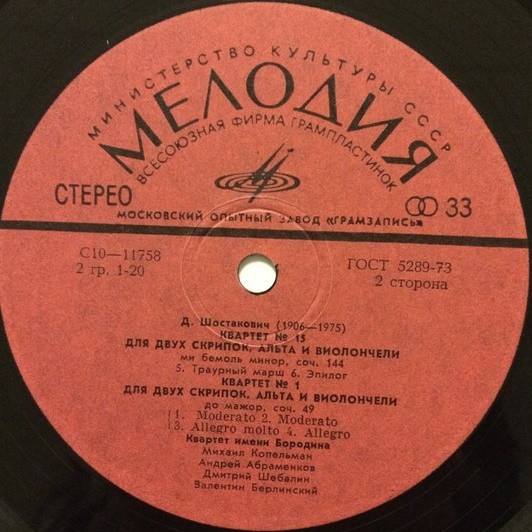 МИНИСТЕРСТВО КУЛЬТУРЫ СССР
МЕЛОДИЯ
ВСЕСОЮЗНАЯ ФИРМА ГРАМПЛАСТИНОК
СТЕРЕО
33
МОСКОВСКИЙ ОПЫТНЫЙ ЗАВОД «ГРАМЗАПИСЬ»
С10—11758
ГОСТ 5289-73
2 гр. 1-20
2 сторона
Д. Шостакович (1906—1975)
КВАРТЕТ № 15
ДЛЯ ДВУХ СКРИПОК, АЛЬТА И ВИОЛОНЧЕЛИ
ми бемоль минор, соч. 144
5. Траурный марш 6. Эпилог
КВАРТЕТ № 1
ДЛЯ ДВУХ СКРИПОК, АЛЬТА И ВИОЛОНЧЕЛИ
до мажор, соч. 49
1. Moderato 2. Moderato
3. Allegro molto 4. Allegro
Квартет имени Бородина
Михаил Копельман
Андрей Абраменков
Дмитрий Шебалин
Валентин Берлинский